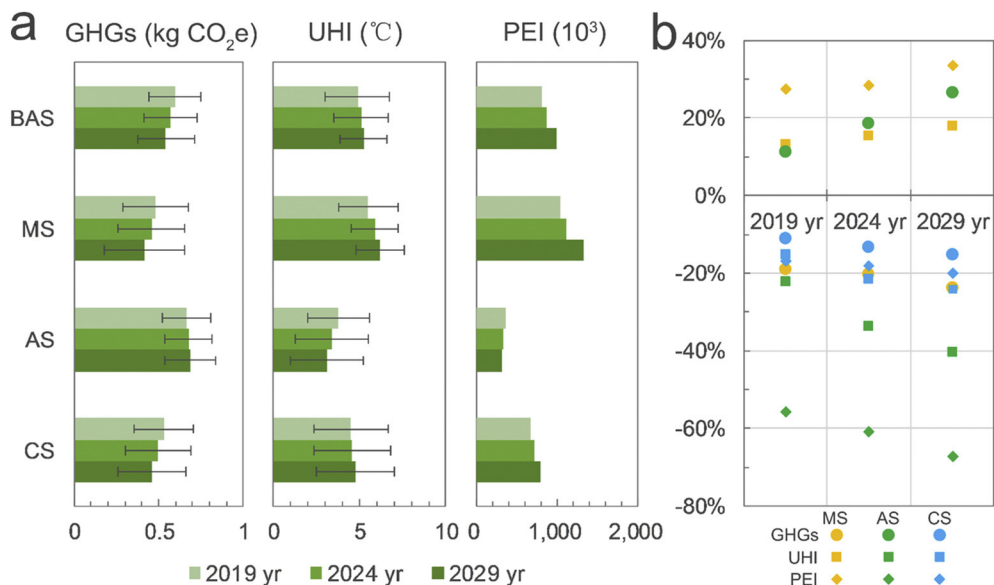 a
GHGs (kg CO₂e) UHI (℃) PEI (10³)
BAS
MS
AS
CS
0 0.5 1 0 5 10 0 1,000 2,000
2019 yr 2024 yr 2029 yr
b
40%
20%
0%
2019 yr 2024 yr 2029 yr
-20%
-40%
-60%
-80%
MS AS CS
GHGs
UHI
PEI